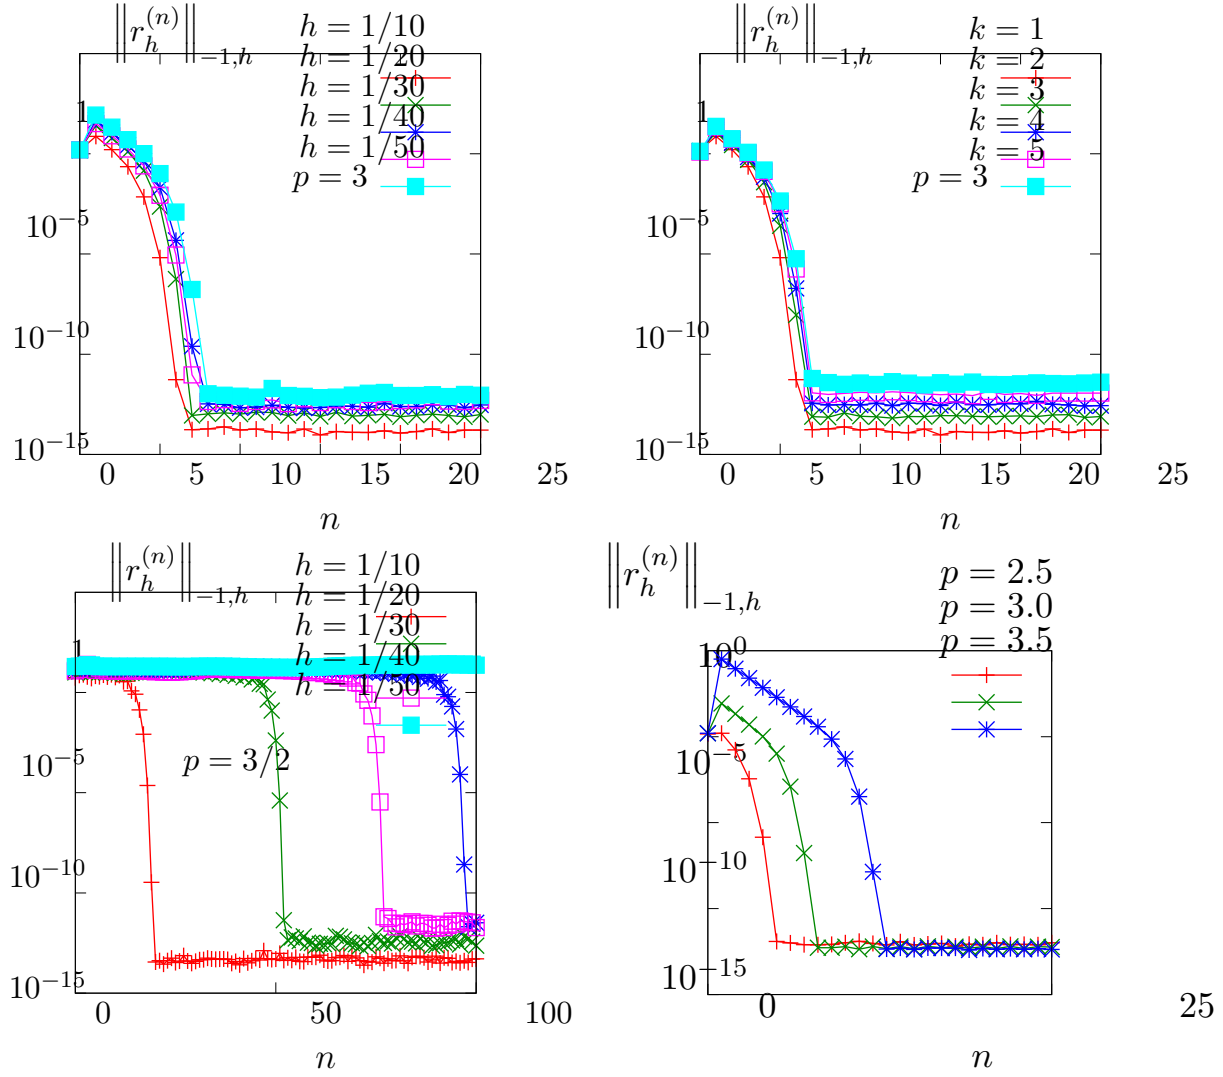 ‖r_h^{(n)}‖_{−1,h}
h = 1/10
h = 1/20
h = 1/30
h = 1/40
h = 1/50
p = 3
1
10^{−5}
10^{−10}
10^{−15}
0 5 10 15 20 25
n
‖r_h^{(n)}‖_{−1,h}
k = 1
k = 2
k = 3
k = 4
k = 5
p = 3
1
10^{−5}
10^{−10}
10^{−15}
0 5 10 15 20 25
n
‖r_h^{(n)}‖_{−1,h}
h = 1/10
h = 1/20
h = 1/30
h = 1/40
h = 1/50
1
10^{−5}
p = 3/2
10^{−10}
10^{−15}
0 50 100
n
‖r_h^{(n)}‖_{−1,h}
p = 2.5
p = 3.0
p = 3.5
10^0
10^{−5}
10^{−10}
10^{−15}
0 25
n